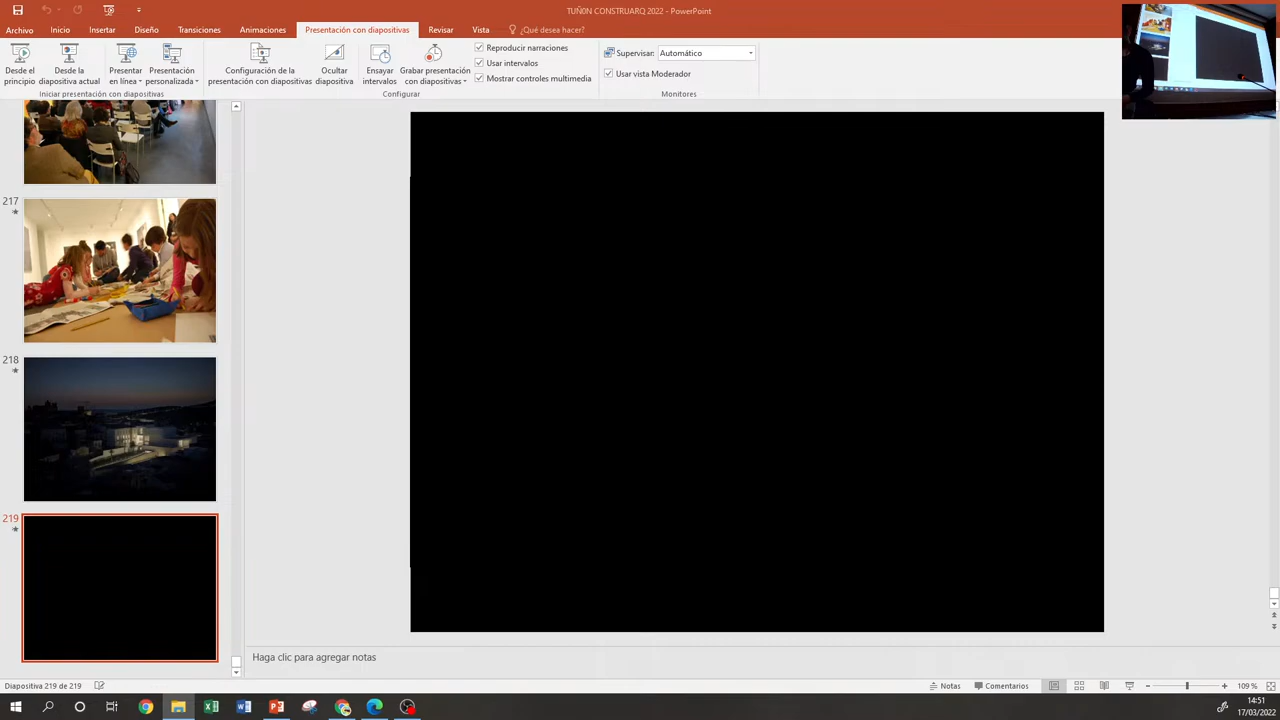 TUÑ0N CONSTRUARQ 2022 - PowerPoint
Archivo Inicio Insertar Diseño Transiciones Animaciones Presentación con diapositivas Revisar Vista ¿Qué desea hacer?
Desde el principio
Desde la diapositiva actual
Presentar en línea
Presentación personalizada
Iniciar presentación con diapositivas
Configuración de la presentación con diapositivas
Ocultar diapositiva
Ensayar intervalos
Grabar presentación con diapositivas
Reproducir narraciones
Usar intervalos
Mostrar controles multimedia
Configurar
Supervisar: Automático
Usar vista Moderador
Monitores
217
218
219
Haga clic para agregar notas
Diapositiva 219 de 219
Notas Comentarios 109 %
14:51
17/03/2022